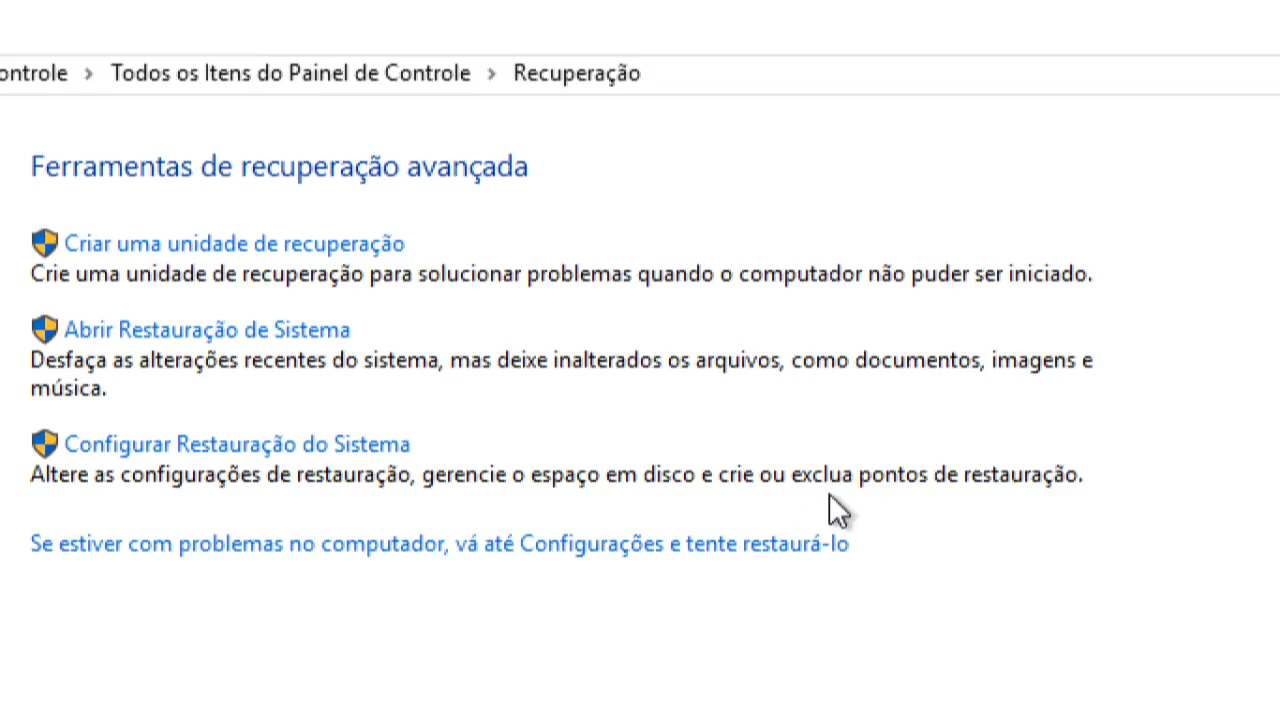 ontrole > Todos os Itens do Painel de Controle > Recuperação
Ferramentas de recuperação avançada
Criar uma unidade de recuperação
Crie uma unidade de recuperação para solucionar problemas quando o computador não puder ser iniciado.
Abrir Restauração de Sistema
Desfaça as alterações recentes do sistema, mas deixe inalterados os arquivos, como documentos, imagens e
música.
Configurar Restauração do Sistema
Altere as configurações de restauração, gerencie o espaço em disco e crie ou exclua pontos de restauração.
Se estiver com problemas no computador, vá até Configurações e tente restaurá-lo